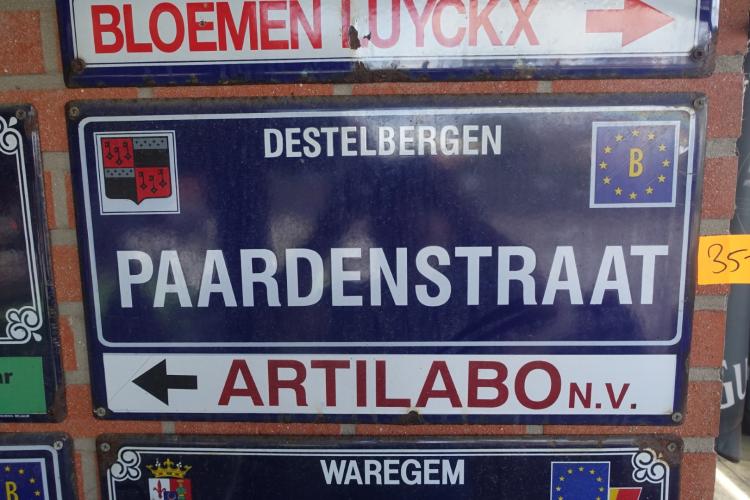 BLOEMEN LUYCKX
DESTELBERGEN
B
PAARDENSTRAAT
35-
ARTILABO N.V.
WAREGEM